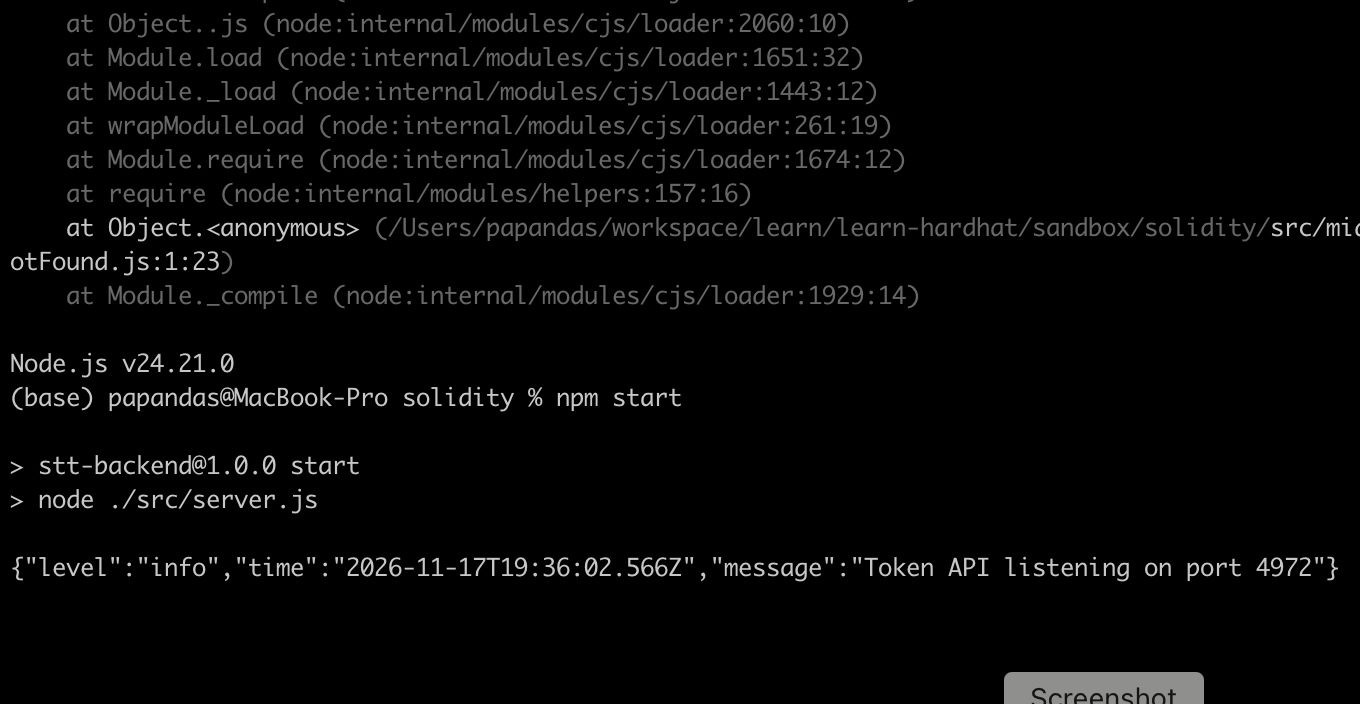 at Object..js (node:internal/modules/cjs/loader:2060:10)
at Module.load (node:internal/modules/cjs/loader:1651:32)
at Module._load (node:internal/modules/cjs/loader:1443:12)
at wrapModuleLoad (node:internal/modules/cjs/loader:261:19)
at Module.require (node:internal/modules/cjs/loader:1674:12)
at require (node:internal/modules/helpers:157:16)
at Object.<anonymous> (/Users/papandas/workspace/learn/learn-hardhat/sandbox/solidity/src/mid
otFound.js:1:23)
at Module._compile (node:internal/modules/cjs/loader:1929:14)
Node.js v24.21.0
(base) papandas@MacBook-Pro solidity % npm start
> stt-backend@1.0.0 start
> node ./src/server.js
{"level":"info","time":"2026-11-17T19:36:02.566Z","message":"Token API listening on port 4972"}
Screenshot